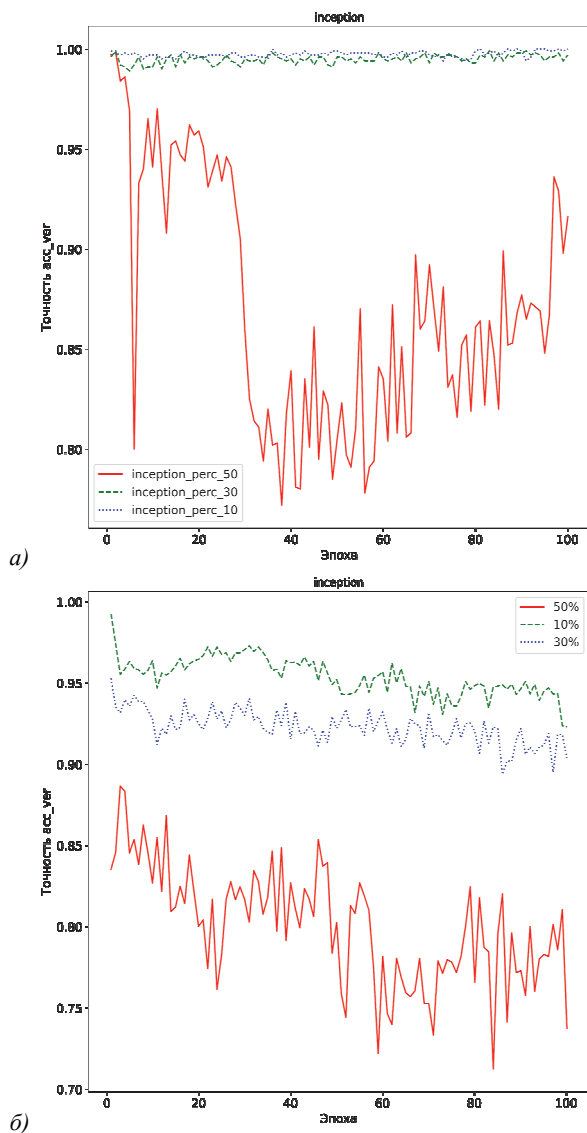 inception
1.00
0.95
0.90
0.85
0.80
Точность acc_ver
inception_perc_50
inception_perc_30
inception_perc_10
0 20 40 60 80 100
Эпоха
а)
inception
1.00
0.95
0.90
0.85
0.80
0.75
0.70
Точность acc_ver
50%
10%
30%
0 20 40 60 80 100
Эпоха
б)